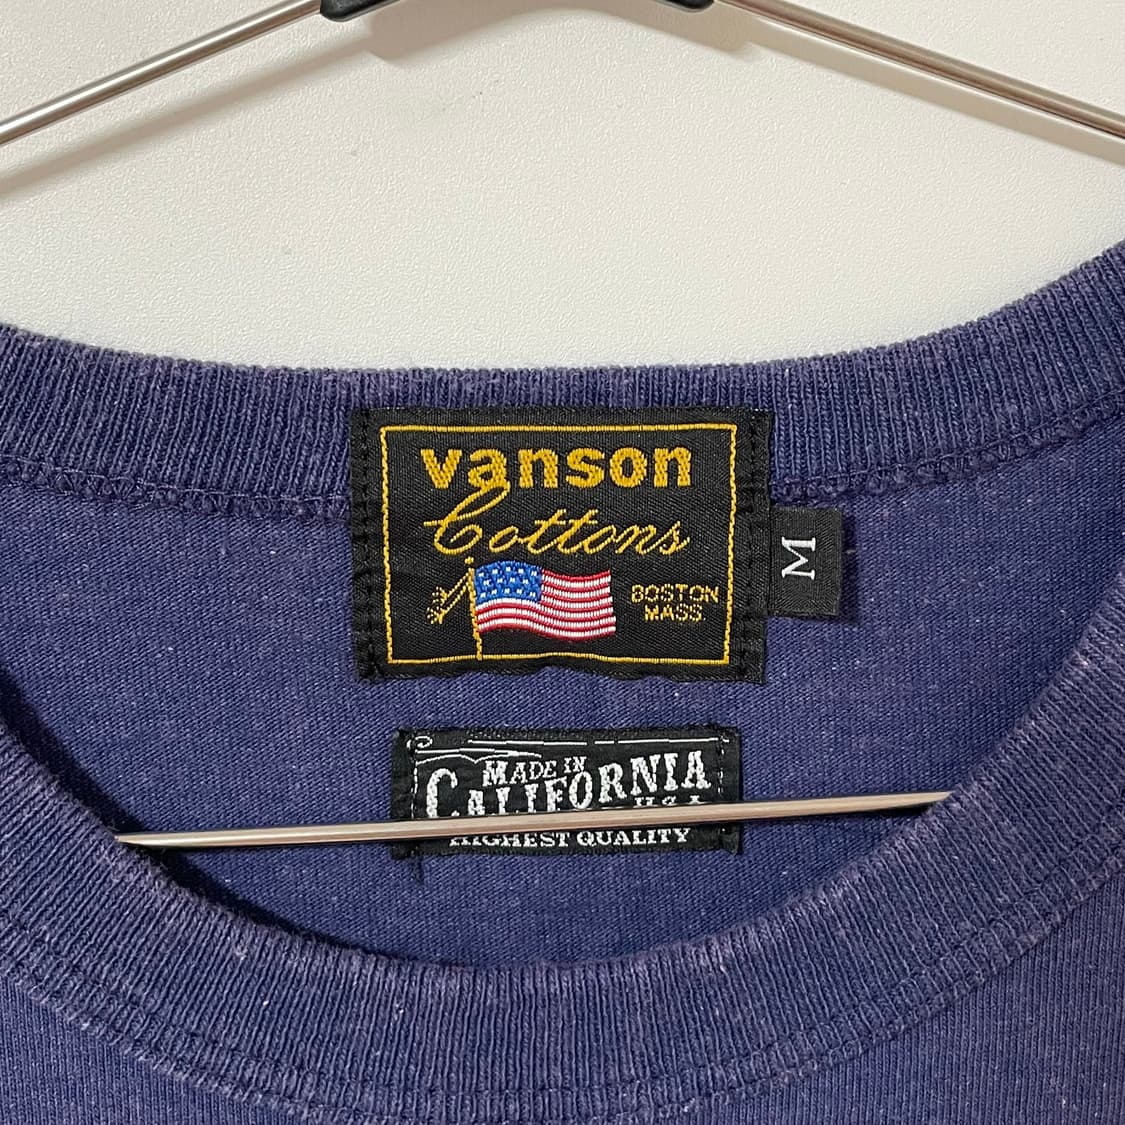 vanson
Cottons
BOSTON
MASS.
M
MADE IN
CALIFORNIA
U.S.A
HIGHEST QUALITY